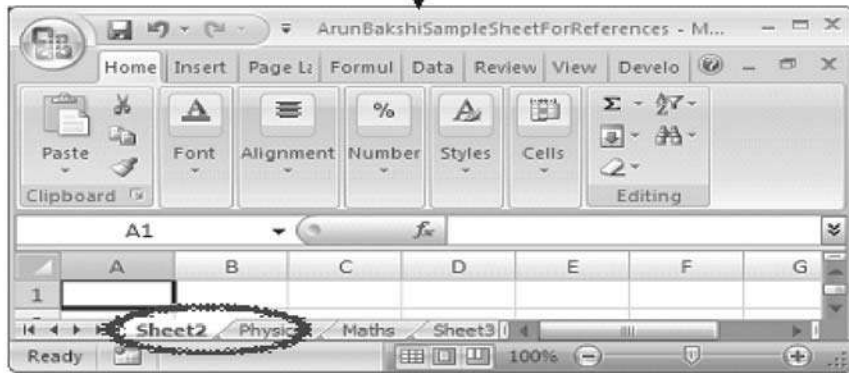 ArunBakshiSampleSheetForReferences - M...
Home Insert Page La Formul Data Review View Develo
Paste Font Alignment Number Styles Cells
Clipboard Editing
A1 fx
A B C D E F G
1
Sheet2 Physic Maths Sheet3
Ready 100%